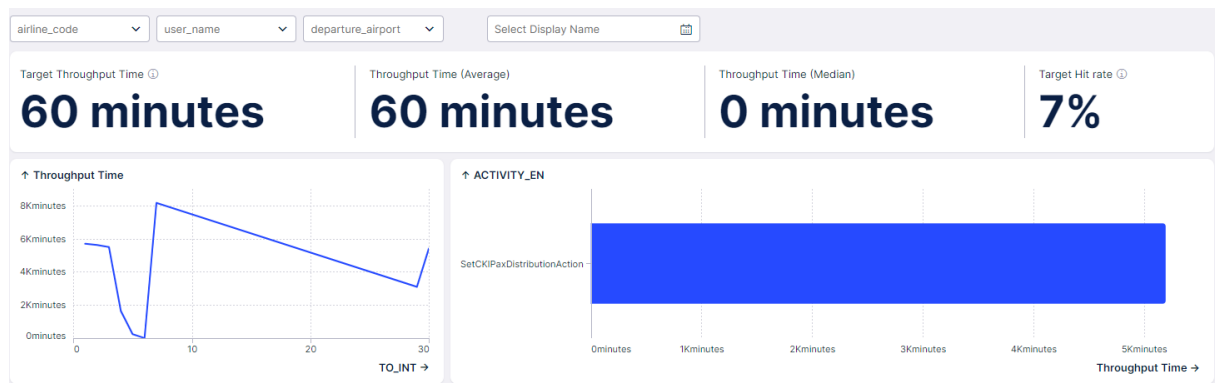 airline_code
user_name
departure_airport
Select Display Name
Target Throughput Time
60 minutes
Throughput Time (Average)
60 minutes
Throughput Time (Median)
0 minutes
Target Hit rate
7%
↑ Throughput Time
8Kminutes
6Kminutes
4Kminutes
2Kminutes
0minutes
0 10 20 30
TO_INT →
↑ ACTIVITY_EN
SetCKIPaxDistributionAction
0minutes 1Kminutes 2Kminutes 3Kminutes 4Kminutes 5Kminutes
Throughput Time →